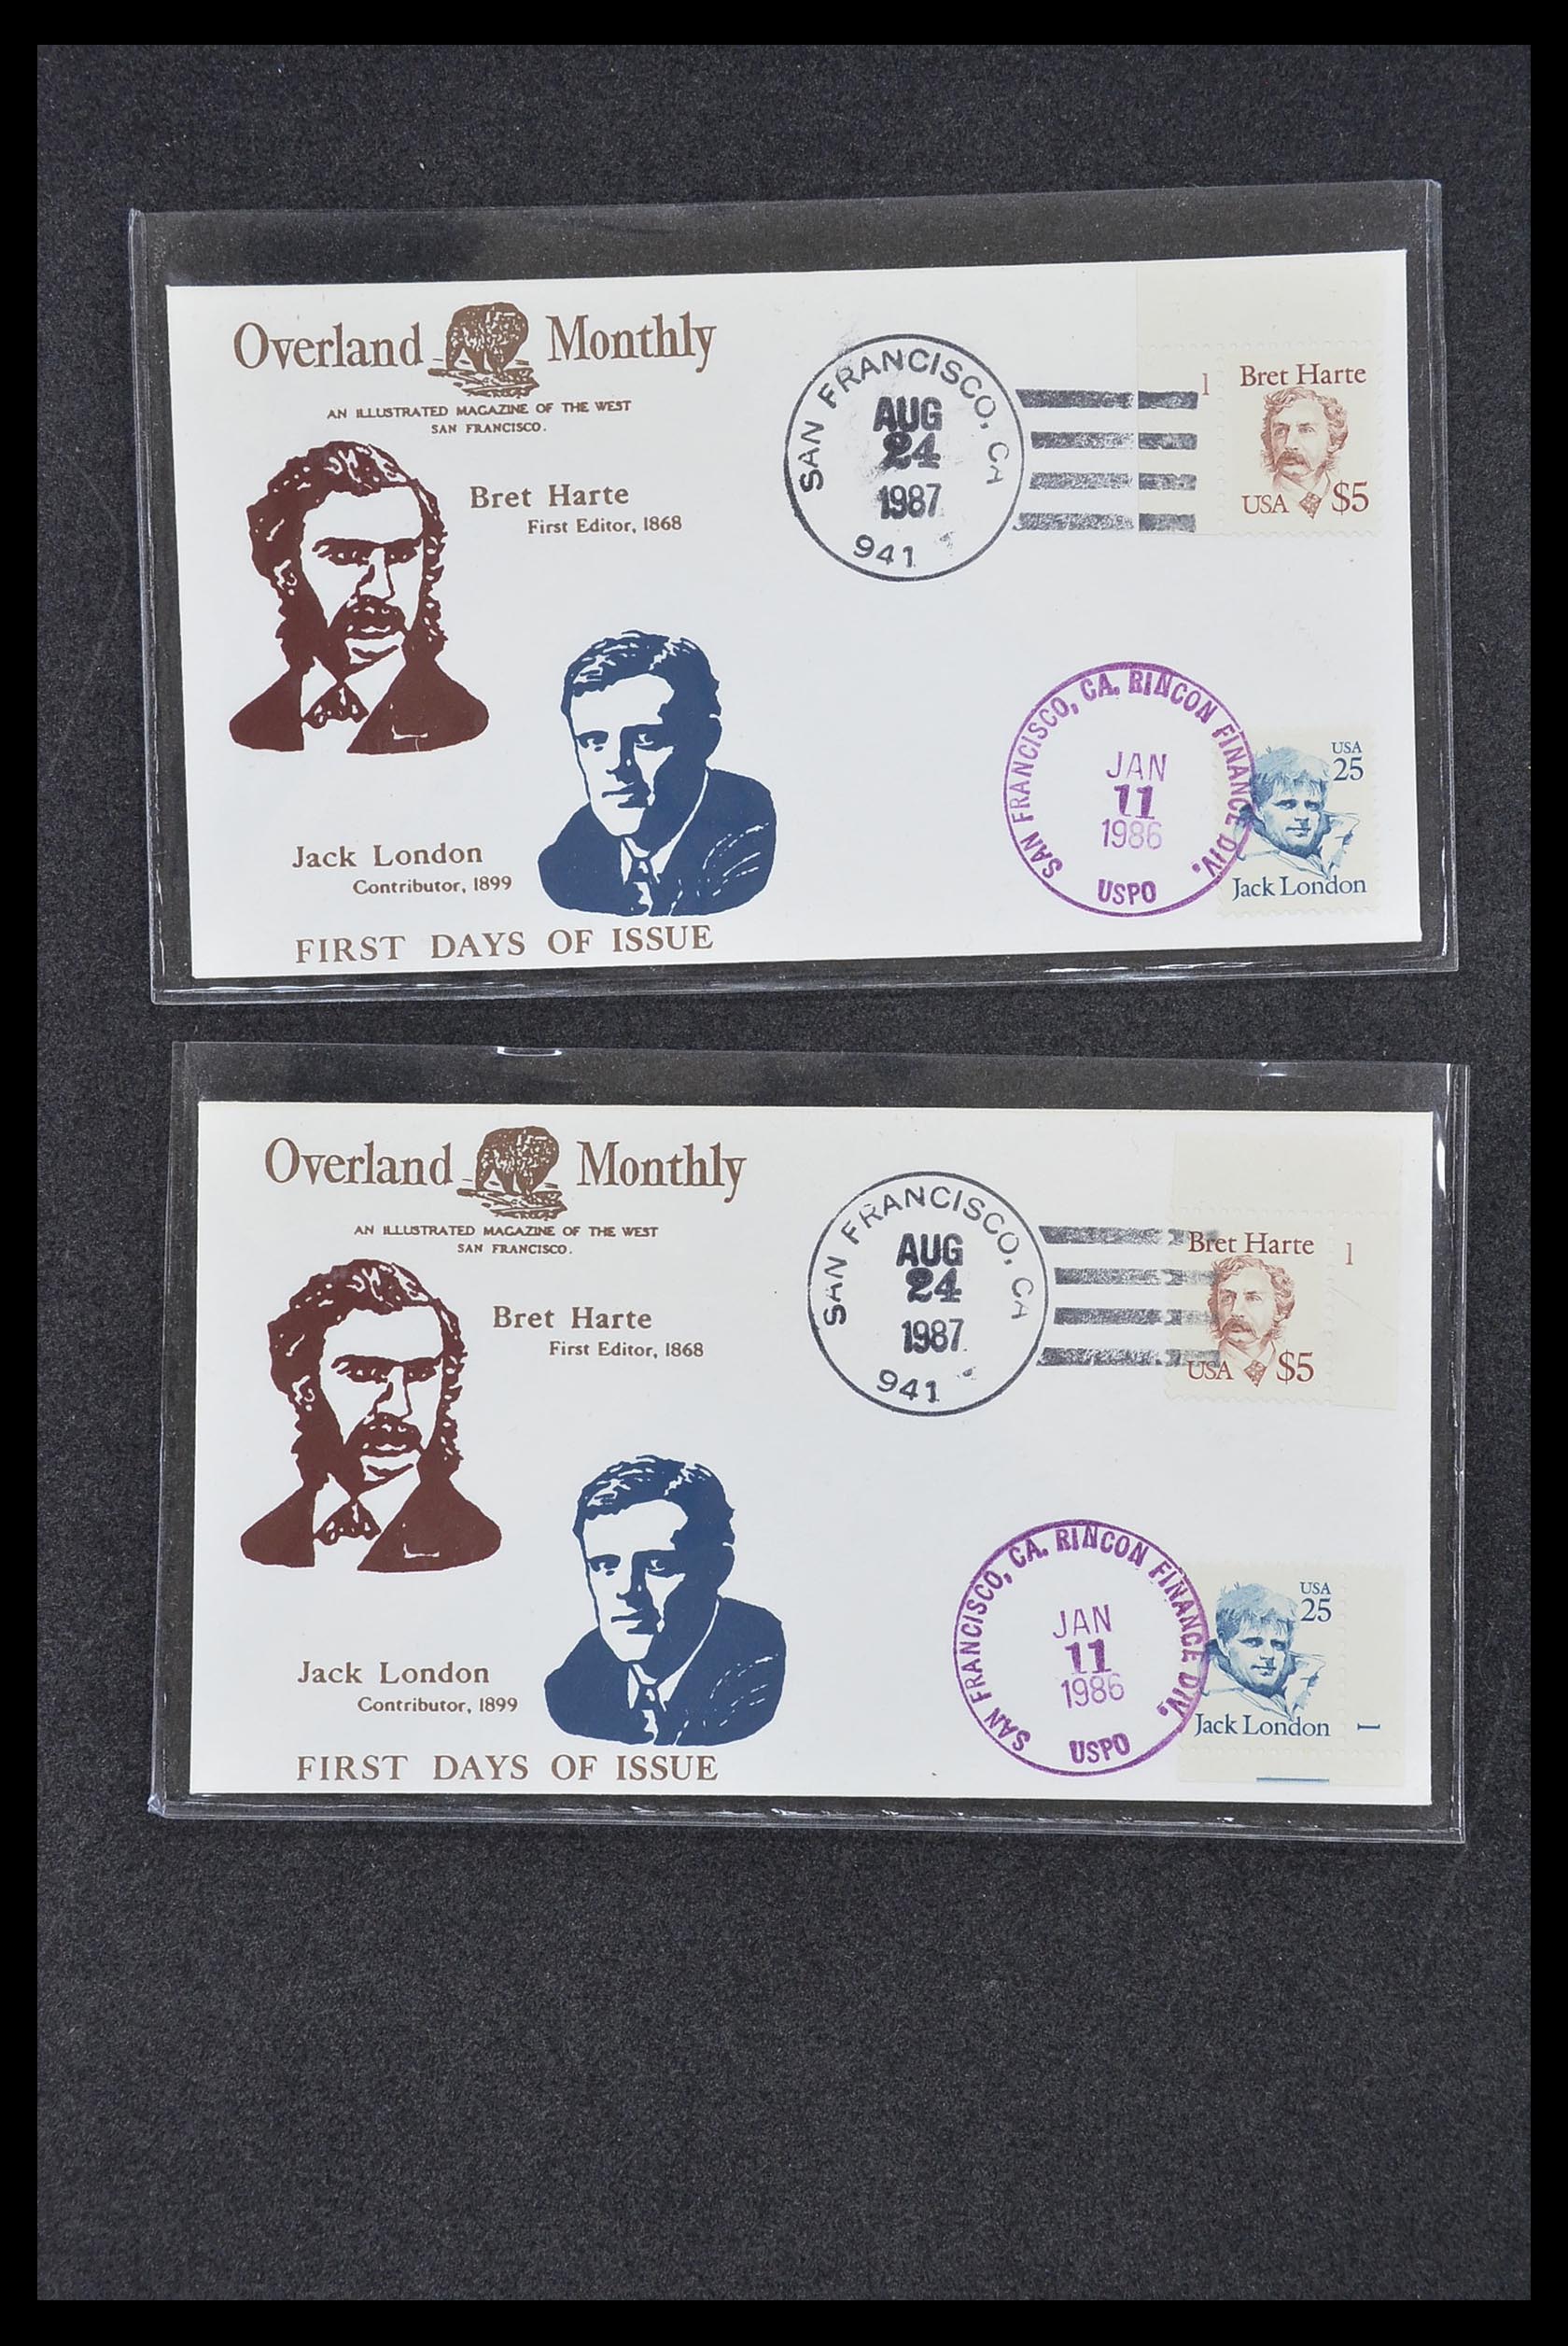 Overland Monthly
AN ILLUSTRATED MAGAZINE OF THE WEST
SAN FRANCISCO.
Bret Harte
First Editor, 1868
Jack London
Contributor, 1899
FIRST DAYS OF ISSUE
SAN FRANCISCO, CA
AUG
24
1987
941
1
Bret Harte
USA $5
SAN FRANCISCO, CA. RINCON FINANCE DIV.
JAN
11
1986
USPO
USA
25
Jack London
Overland Monthly
AN ILLUSTRATED MAGAZINE OF THE WEST
SAN FRANCISCO.
Bret Harte
First Editor, 1868
Jack London
Contributor, 1899
FIRST DAYS OF ISSUE
SAN FRANCISCO, CA
AUG
24
1987
941
Bret Harte
1
USA $5
SAN FRANCISCO, CA. RINCON FINANCE DIV.
JAN
11
1986
USPO
USA
25
Jack London
1